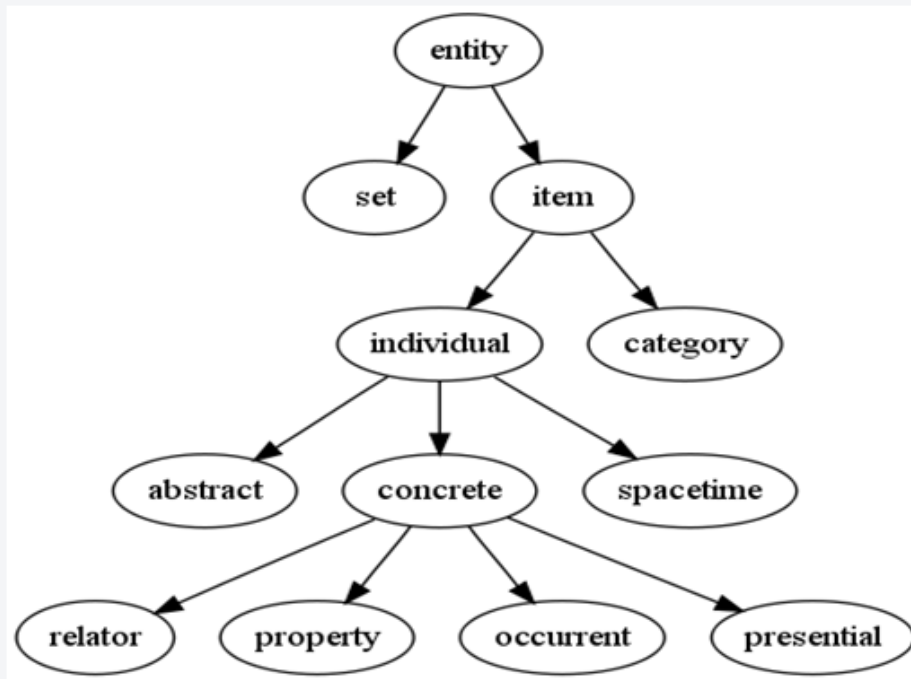 entity
set item
individual category
abstract concrete spacetime
relator property occurrent presential